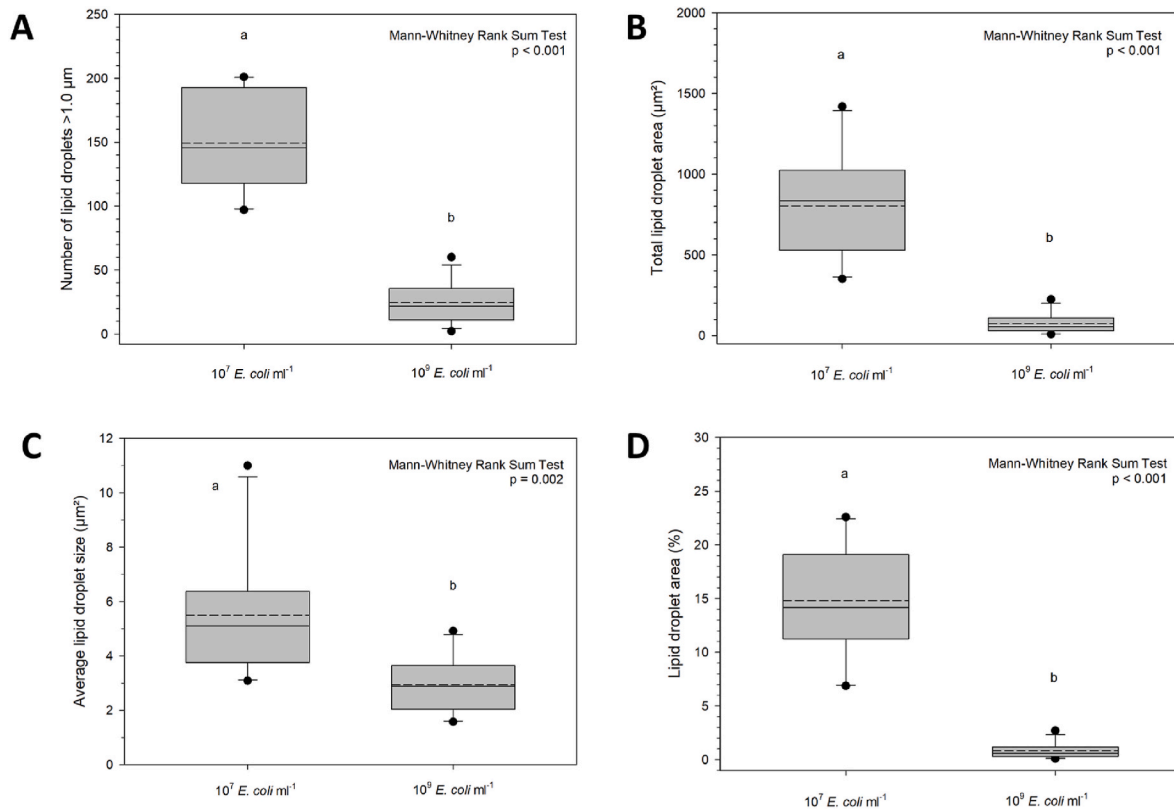 A
Number of lipid droplets >1.0 µm
250
200
150
100
50
0
a
b
Mann-Whitney Rank Sum Test
p < 0.001
10⁷ E. coli ml⁻¹
10⁹ E. coli ml⁻¹
B
Total lipid droplet area (µm²)
2000
1500
1000
500
0
a
b
Mann-Whitney Rank Sum Test
p < 0.001
10⁷ E. coli ml⁻¹
10⁹ E. coli ml⁻¹
C
Average lipid droplet size (µm²)
12
10
8
6
4
2
0
a
b
Mann-Whitney Rank Sum Test
p = 0.002
10⁷ E. coli ml⁻¹
10⁹ E. coli ml⁻¹
D
Lipid droplet area (%)
30
25
20
15
10
5
0
a
b
Mann-Whitney Rank Sum Test
p < 0.001
10⁷ E. coli ml⁻¹
10⁹ E. coli ml⁻¹